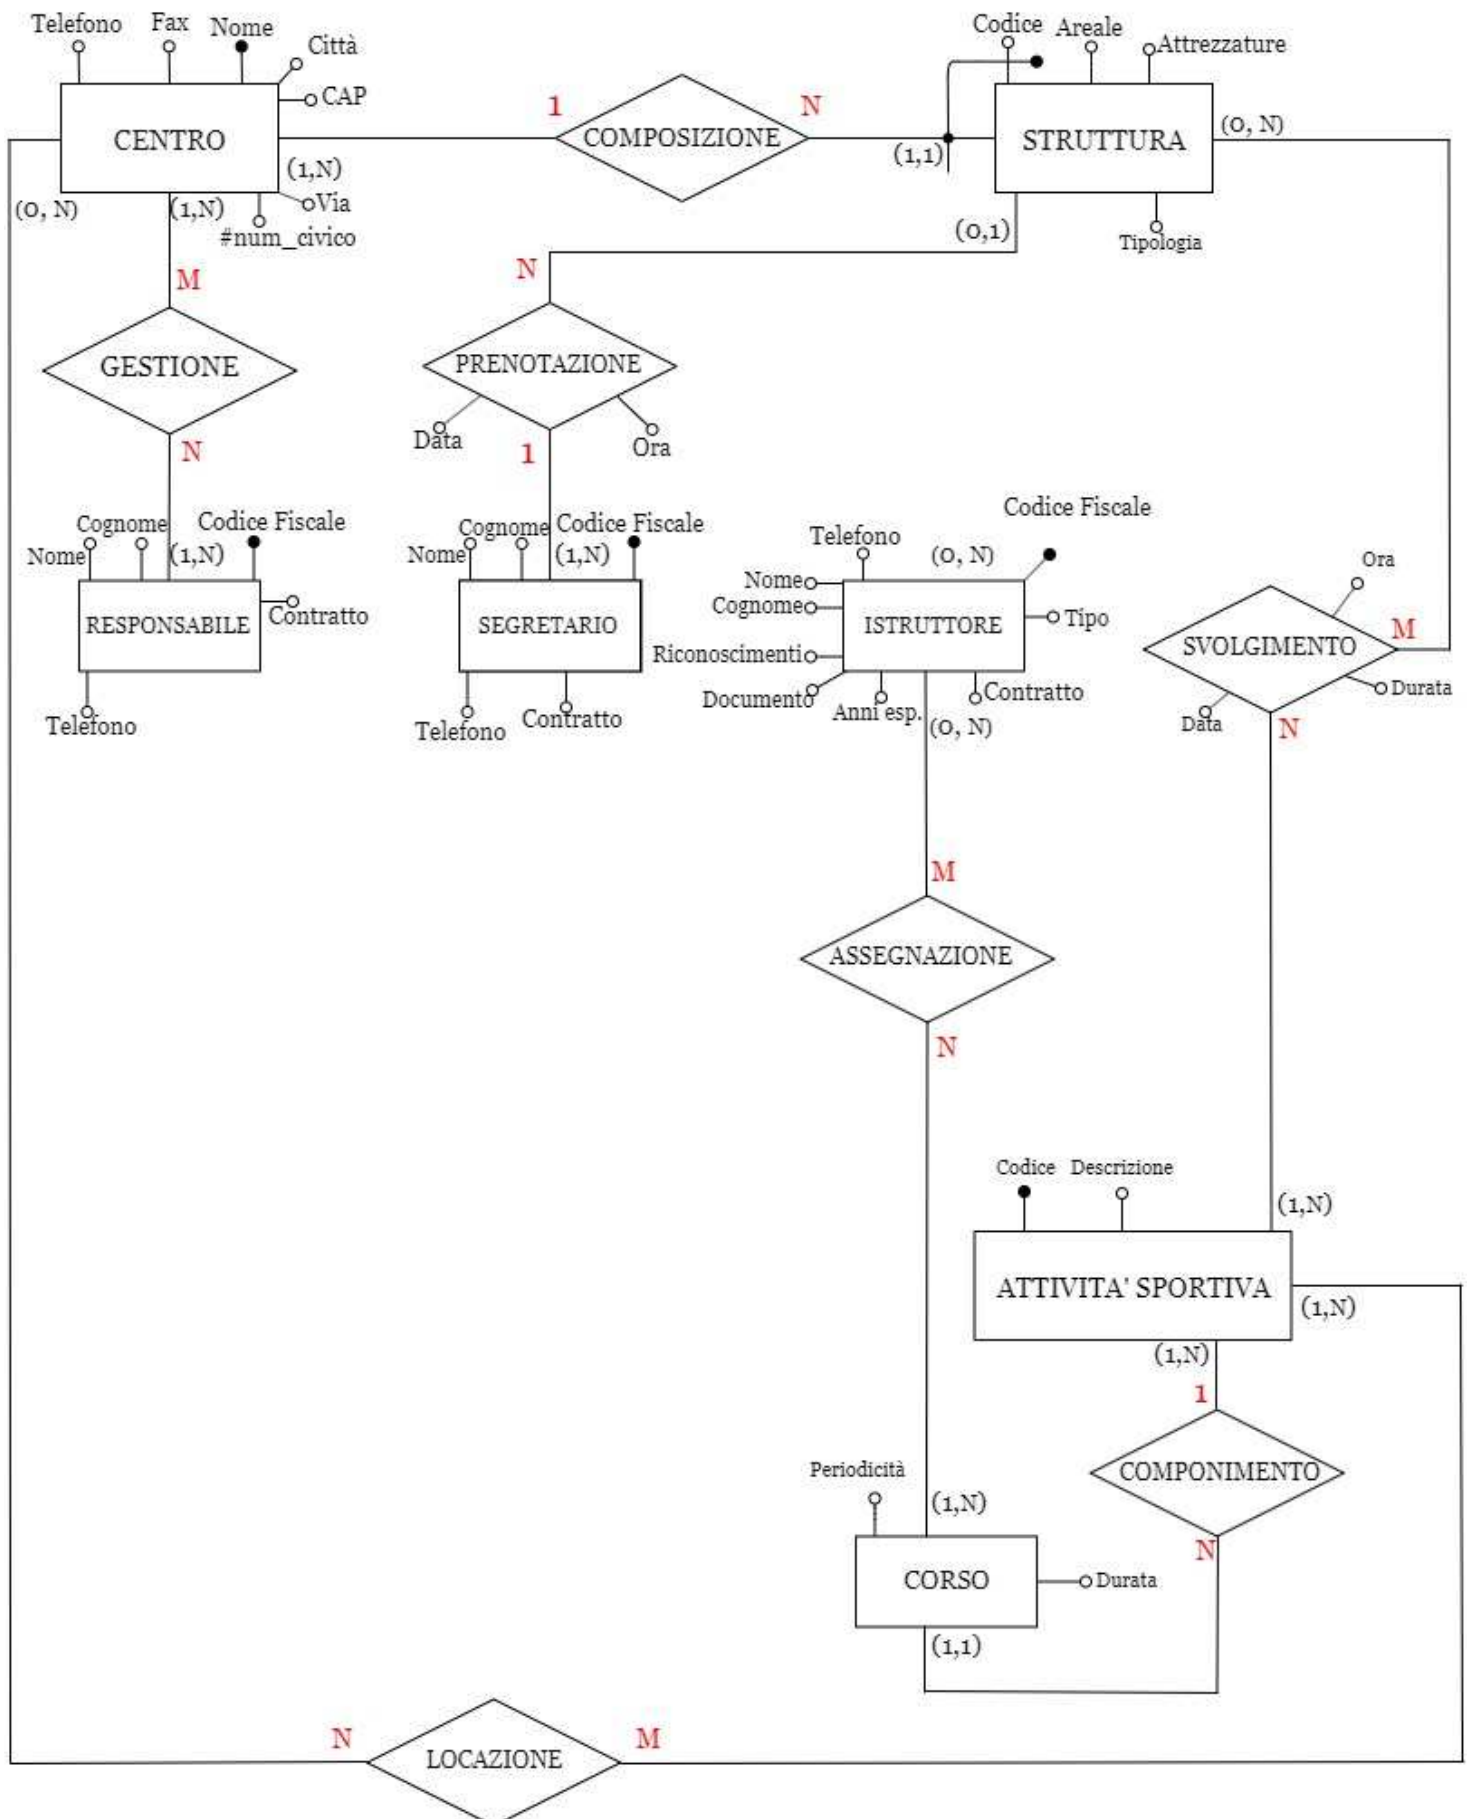 Telefono
Fax
Nome
Città
CAP
CENTRO
(1,N)
(0, N)
(1,N)
Via
#num_civico
1
COMPOSIZIONE
N
(1,1)
Codice
Areale
Attrezzature
STRUTTURA
(0, N)
(0,1)
Tipologia
M
GESTIONE
N
N
PRENOTAZIONE
Data
Ora
1
Cognome
Codice Fiscale
Nome
(1,N)
RESPONSABILE
Contratto
Telefono
Cognome
Codice Fiscale
Nome
(1,N)
SEGRETARIO
Telefono
Contratto
Codice Fiscale
Telefono
(0, N)
Nome
Cognome
ISTRUTTORE
Tipo
Riconoscimenti
Documento
Anni esp.
Contratto
(0, N)
Ora
SVOLGIMENTO
M
Durata
Data
N
M
ASSEGNAZIONE
N
Codice
Descrizione
(1,N)
ATTIVITA' SPORTIVA
(1,N)
(1,N)
1
COMPONIMENTO
N
Periodicità
(1,N)
CORSO
Durata
(1,1)
N
LOCAZIONE
M